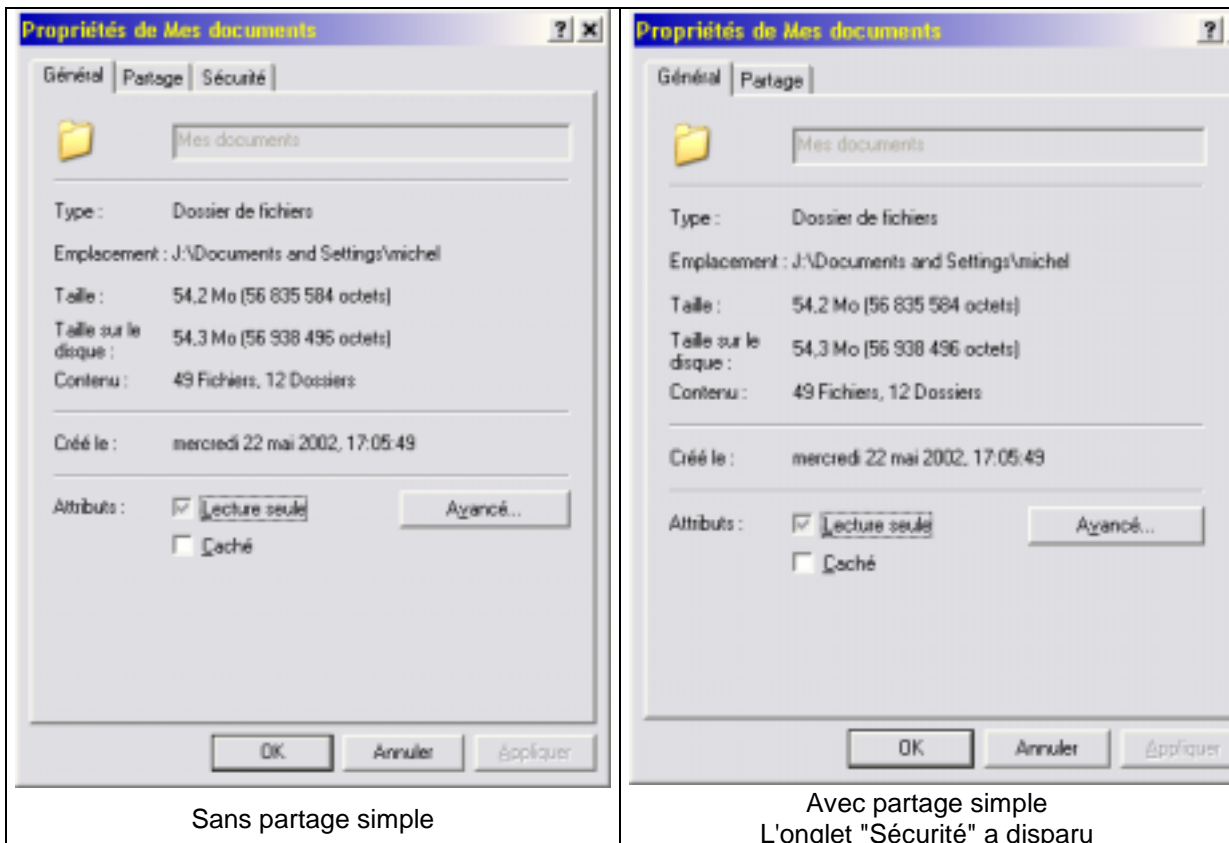 Propriétés de Mes documents
Général Partage Sécurité
Mes documents
Type : Dossier de fichiers
Emplacement : J:\Documents and Settings\michel
Taille : 54,2 Mo (56 835 584 octets)
Taille sur le disque : 54,3 Mo (56 938 496 octets)
Contenu : 49 Fichiers, 12 Dossiers
Créé le : mercredi 22 mai 2002, 17:05:49
Attributs : Lecture seule Avancé...
Caché
OK Annuler Appliquer
Sans partage simple
Propriétés de Mes documents
Général Partage
Mes documents
Type : Dossier de fichiers
Emplacement : J:\Documents and Settings\michel
Taille : 54,2 Mo (56 835 584 octets)
Taille sur le disque : 54,3 Mo (56 938 496 octets)
Contenu : 49 Fichiers, 12 Dossiers
Créé le : mercredi 22 mai 2002, 17:05:49
Attributs : Lecture seule Avancé...
Caché
OK Annuler Appliquer
Avec partage simple
L'onglet "Sécurité" a disparu